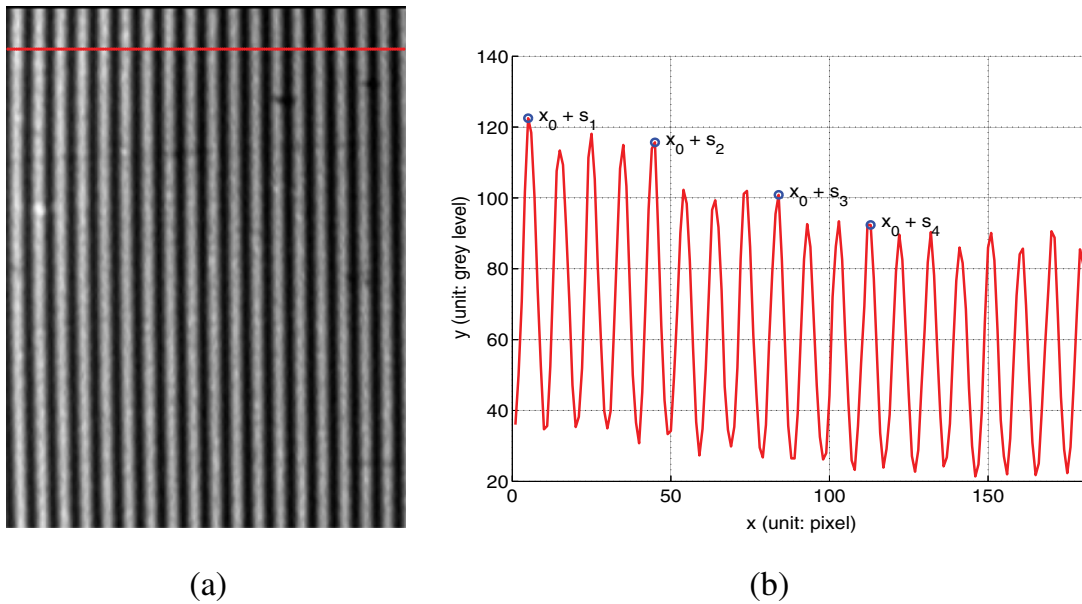 140
120
100
80
60
40
20
0
50
100
150
x₀ + s₁
x₀ + s₂
x₀ + s₃
x₀ + s₄
y (unit: grey level)
x (unit: pixel)
(a)
(b)